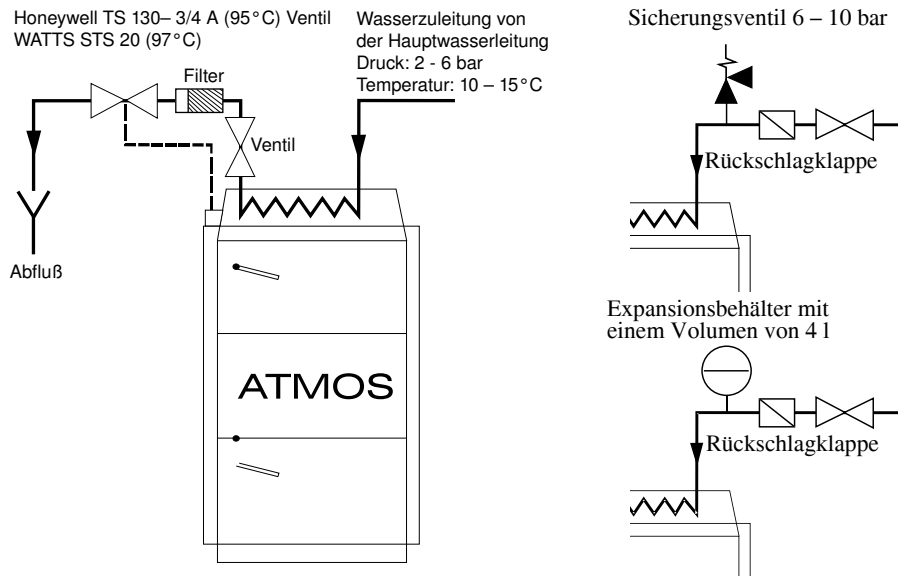 Honeywell TS 130– 3/4 A (95°C) Ventil
WATTS STS 20 (97°C)
Wasserzuleitung von
der Hauptwasserleitung
Druck: 2 - 6 bar
Temperatur: 10 – 15°C
Filter
Ventil
Abfluß
ATMOS
Sicherungsventil 6 – 10 bar
Rückschlagklappe
Expansionsbehälter mit
einem Volumen von 4 l
Rückschlagklappe